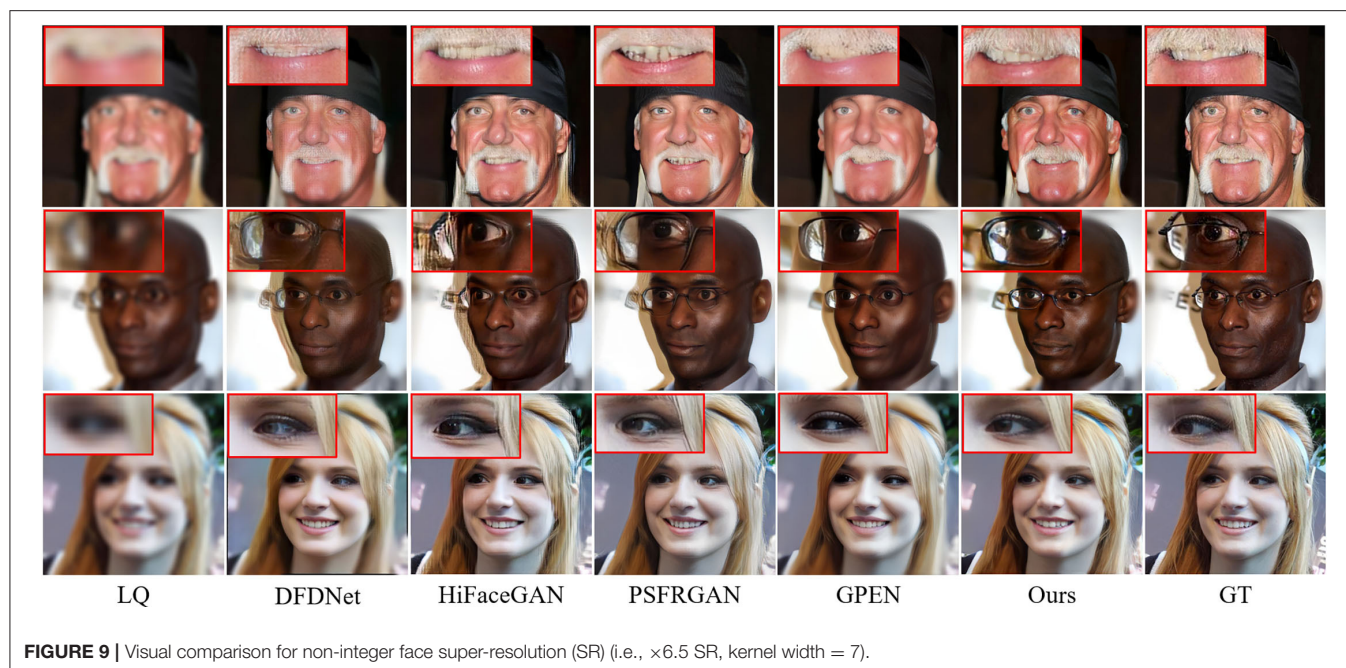 LQ DFDNet HiFaceGAN PSFRGAN GPEN Ours GT
FIGURE 9 | Visual comparison for non-integer face super-resolution (SR) (i.e., ×6.5 SR, kernel width = 7).